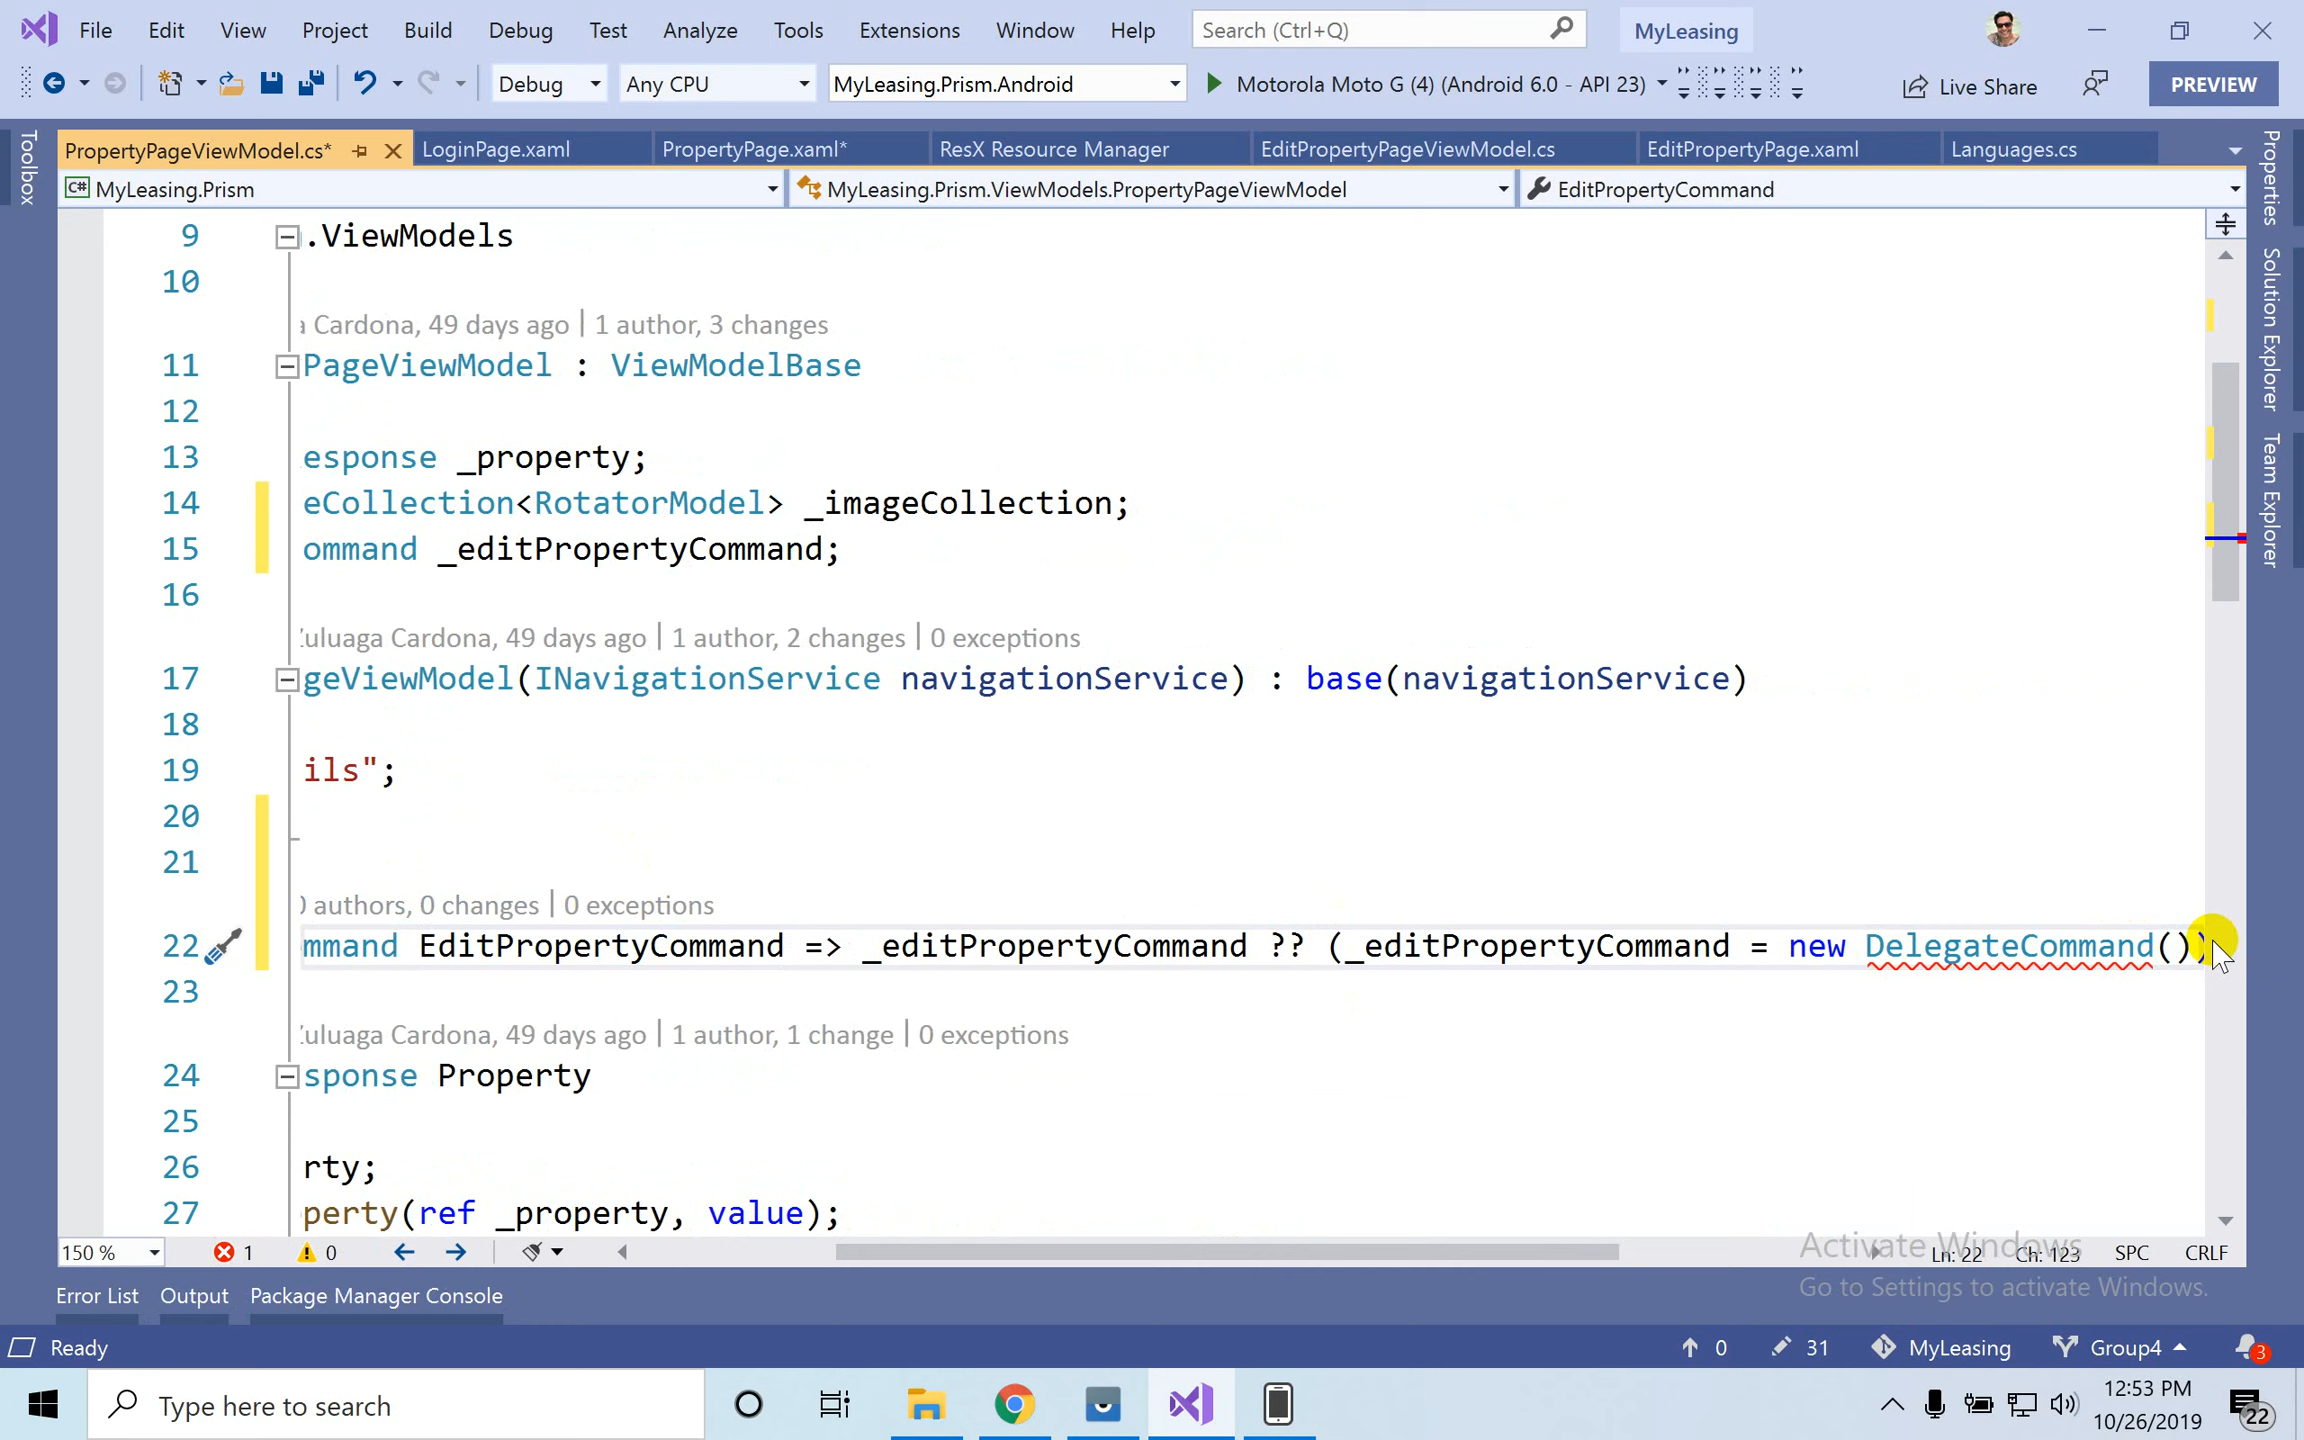 File Edit View Project Build Debug Test Analyze Tools Extensions Window Help Search (Ctrl+Q) MyLeasing
Debug Any CPU MyLeasing.Prism.Android Motorola Moto G (4) (Android 6.0 - API 23) Live Share PREVIEW
Toolbox
PropertyPageViewModel.cs* LoginPage.xaml PropertyPage.xaml* ResX Resource Manager EditPropertyPageViewModel.cs EditPropertyPage.xaml Languages.cs
C# MyLeasing.Prism MyLeasing.Prism.ViewModels.PropertyPageViewModel EditPropertyCommand
Properties
Solution Explorer
Team Explorer
9 .ViewModels
10
a Cardona, 49 days ago | 1 author, 3 changes
11 PageViewModel : ViewModelBase
12
13 esponse _property;
14 eCollection<RotatorModel> _imageCollection;
15 ommand _editPropertyCommand;
16
Zuluaga Cardona, 49 days ago | 1 author, 2 changes | 0 exceptions
17 geViewModel(INavigationService navigationService) : base(navigationService)
18
19 ils";
20
21
0 authors, 0 changes | 0 exceptions
22 mmand EditPropertyCommand => _editPropertyCommand ?? (_editPropertyCommand = new DelegateCommand())
23
Zuluaga Cardona, 49 days ago | 1 author, 1 change | 0 exceptions
24 sponse Property
25
26 rty;
27 perty(ref _property, value);
150 % 1 0 Ln: 22 Ch: 123 SPC CRLF
Activate Windows
Go to Settings to activate Windows.
Error List Output Package Manager Console
Ready 0 31 MyLeasing Group4 3
Type here to search 12:53 PM
10/26/2019 22